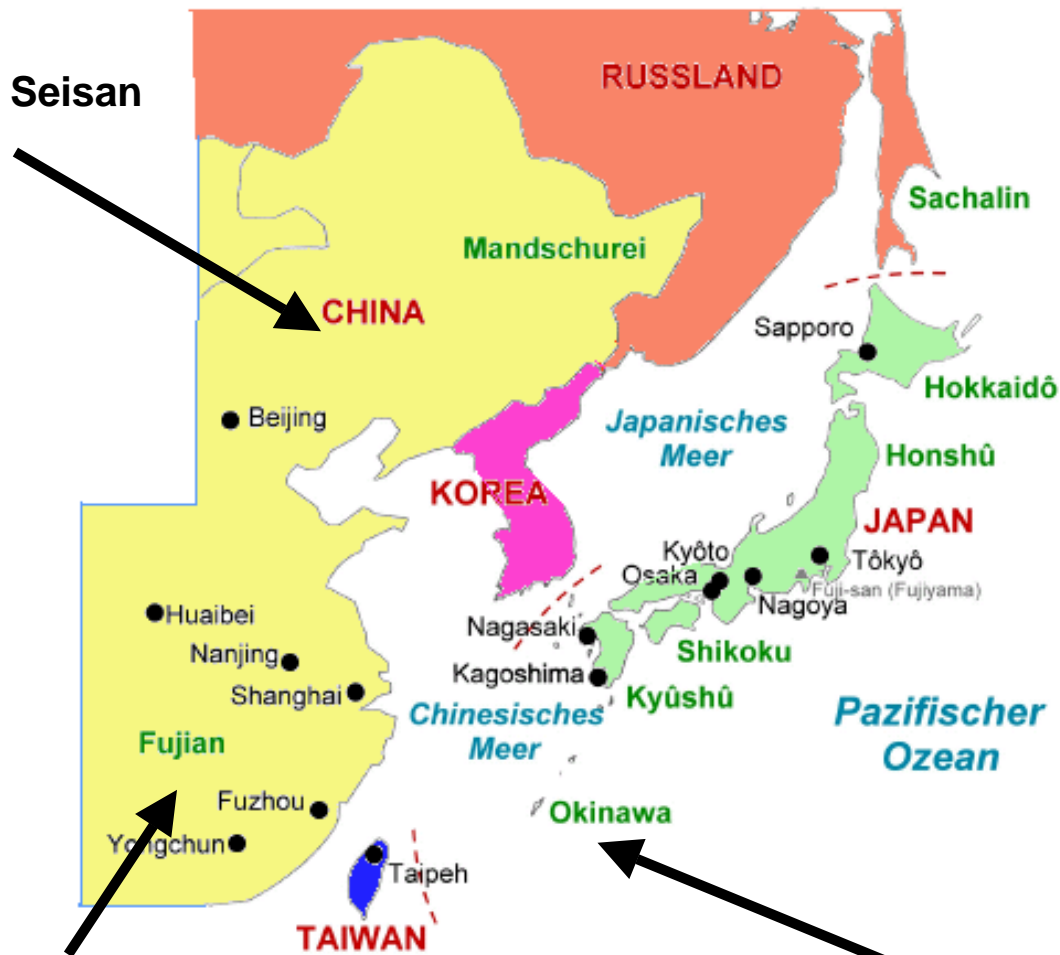 RUSSLAND
Seisan
Sachalin
Mandschurei
CHINA
Sapporo
Hokkaidô
Beijing
Japanisches
Meer
Honshû
KOREA
JAPAN
Kyôto
Tôkyô
Osaka
Fuji-san (Fujiyama)
Nagoya
Huaibei
Nagasaki
Nanjing
Shikoku
Kagoshima
Shanghai
Kyûshû
Chinesisches
Meer
Pazifischer
Ozean
Fujian
Fuzhou
Okinawa
Yongchun
Taipeh
TAIWAN